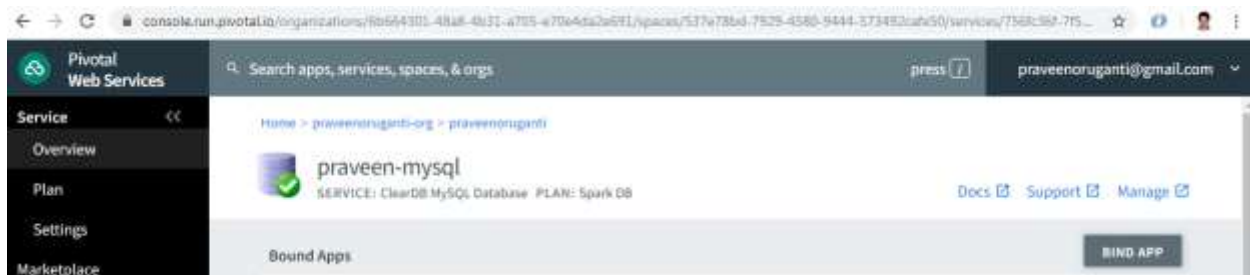 console.run.pivotal.io/organizations/
Pivotal
Web Services
Search apps, services, spaces, & orgs
press /
praveenoruganti@gmail.com
Service <<
Overview
Plan
Settings
Marketplace
Home > praveenoruganti-org > praveenoruganti
praveen-mysql
SERVICE: ClearDB MySQL Database PLAN: Spark DB
Docs Support Manage
Bound Apps
BIND APP